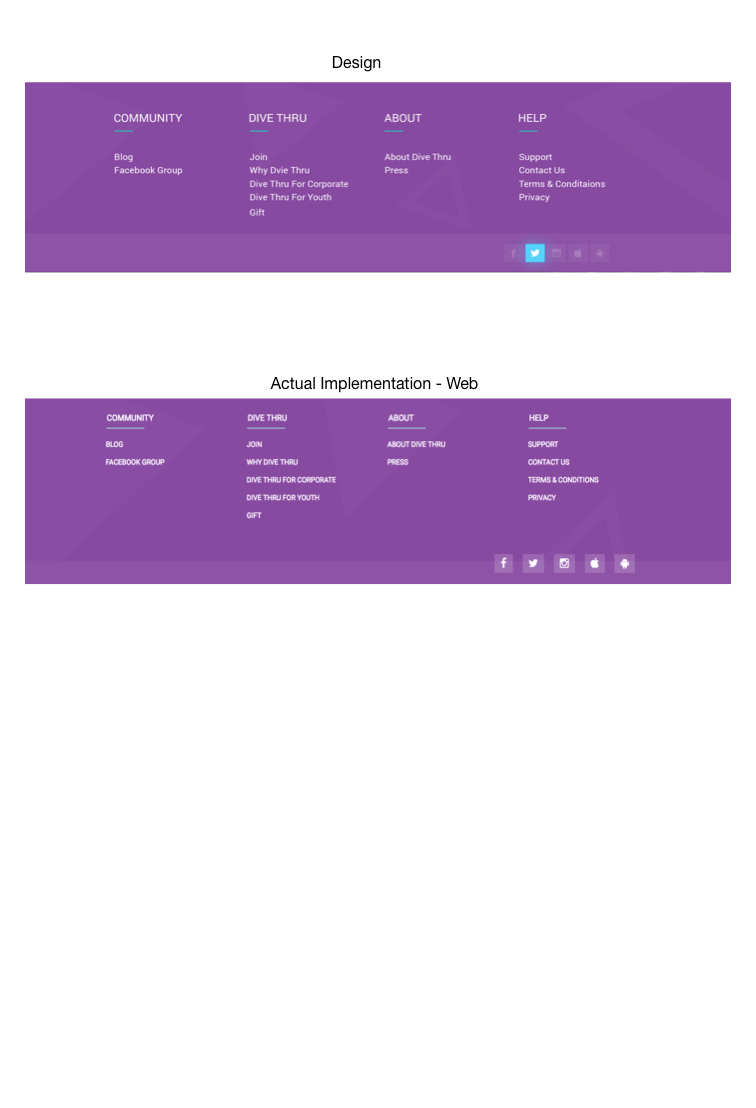 Design
COMMUNITY
Blog
Facebook Group
DIVE THRU
Join
Why Dvie Thru
Dive Thru For Corporate
Dive Thru For Youth
Gift
ABOUT
About Dive Thru
Press
HELP
Support
Contact Us
Terms & Conditaions
Privacy
Actual Implementation - Web
COMMUNITY
BLOG
FACEBOOK GROUP
DIVE THRU
JOIN
WHY DIVE THRU
DIVE THRU FOR CORPORATE
DIVE THRU FOR YOUTH
GIFT
ABOUT
ABOUT DIVE THRU
PRESS
HELP
SUPPORT
CONTACT US
TERMS & CONDITIONS
PRIVACY